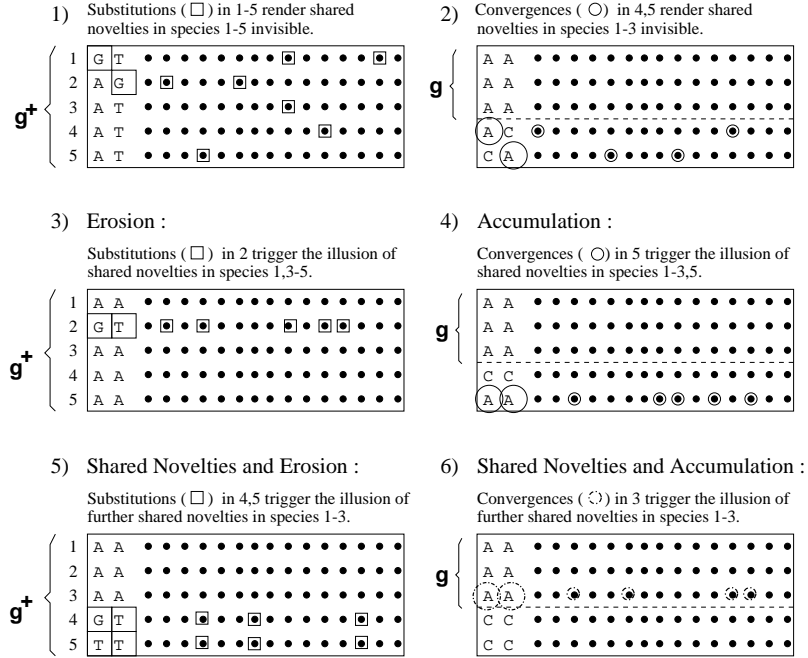 1) Substitutions ( □ ) in 1-5 render shared
novelties in species 1-5 invisible.
g+
1 G T
2 A G
3 A T
4 A T
5 A T
2) Convergences ( ○ ) in 4,5 render shared
novelties in species 1-3 invisible.
g
A A
A A
A A
A C
C A
3) Erosion :
Substitutions ( □ ) in 2 trigger the illusion of
shared novelties in species 1,3-5.
g+
1 A A
2 G T
3 A A
4 A A
5 A A
4) Accumulation :
Convergences ( ○ ) in 5 trigger the illusion of
shared novelties in species 1-3,5.
g
A A
A A
A A
C C
A A
5) Shared Novelties and Erosion :
Substitutions ( □ ) in 4,5 trigger the illusion of
further shared novelties in species 1-3.
g+
1 A A
2 A A
3 A A
4 G T
5 T T
6) Shared Novelties and Accumulation :
Convergences ( ◌ ) in 3 trigger the illusion of
further shared novelties in species 1-3.
g
A A
A A
A A
C C
C C